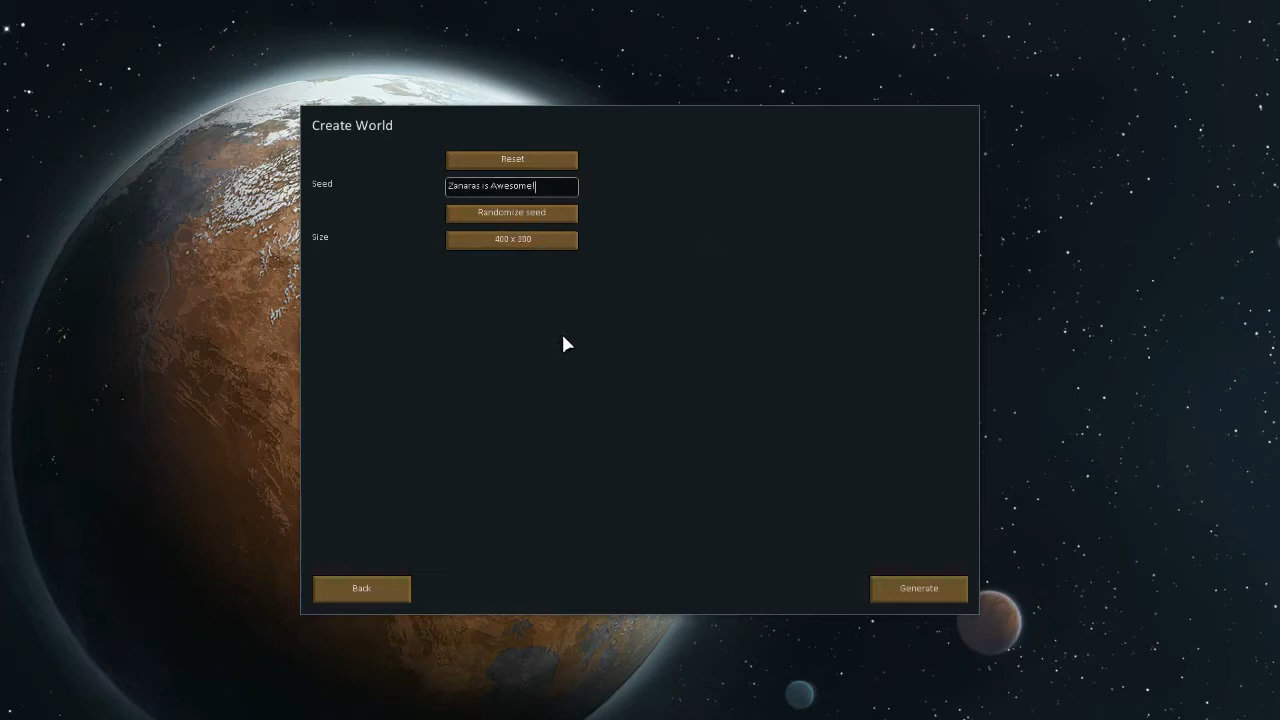 Create World
Reset
Seed
Zanaras is Awesome!
Randomize seed
Size
400 x 300
Back
Generate